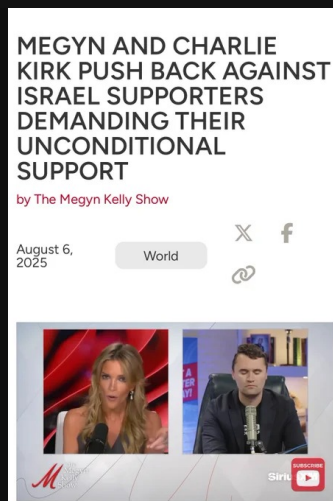 MEGYN AND CHARLIE
KIRK PUSH BACK AGAINST
ISRAEL SUPPORTERS
DEMANDING THEIR
UNCONDITIONAL
SUPPORT
by The Megyn Kelly Show
August 6,
2025
World
SUBSCRIBE